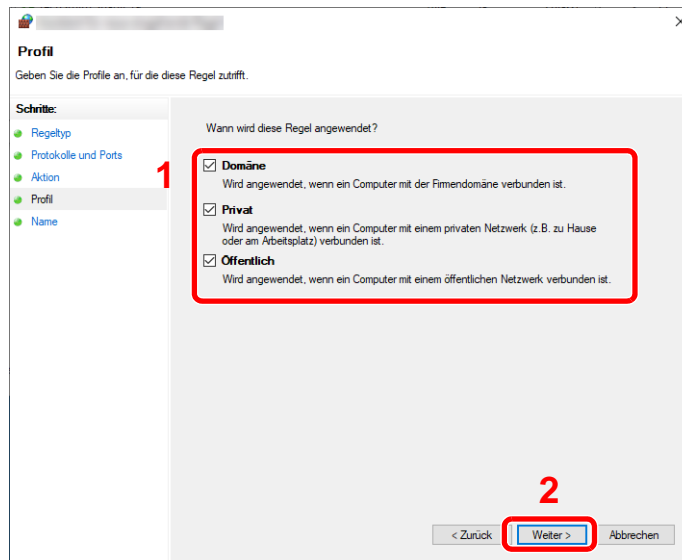 Profil
Geben Sie die Profile an, für die diese Regel zutrifft.
Schritte:
Regeltyp
Protokolle und Ports
Aktion
Profil
Name
Wann wird diese Regel angewendet?
1
Domäne
Wird angewendet, wenn ein Computer mit der Firmendomäne verbunden ist.
Privat
Wird angewendet, wenn ein Computer mit einem privaten Netzwerk (z.B. zu Hause
oder am Arbeitsplatz) verbunden ist.
Öffentlich
Wird angewendet, wenn ein Computer mit einem öffentlichen Netzwerk verbunden ist.
2
< Zurück
Weiter >
Abbrechen